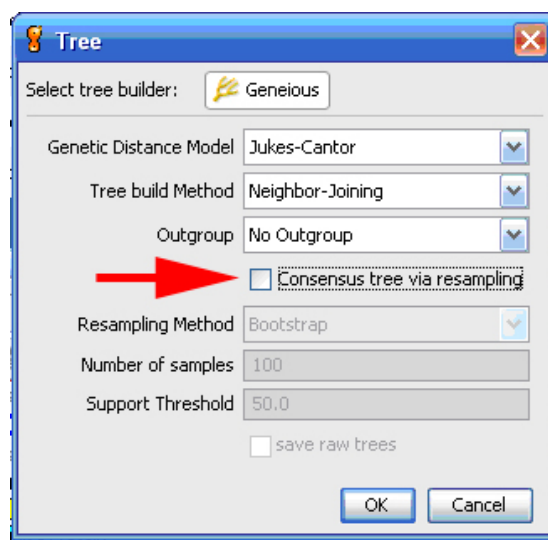 Tree
Select tree builder: Geneious
Genetic Distance Model Jukes-Cantor
Tree build Method Neighbor-Joining
Outgroup No Outgroup
Consensus tree via resampling
Resampling Method Bootstrap
Number of samples 100
Support Threshold 50.0
save raw trees
OK Cancel